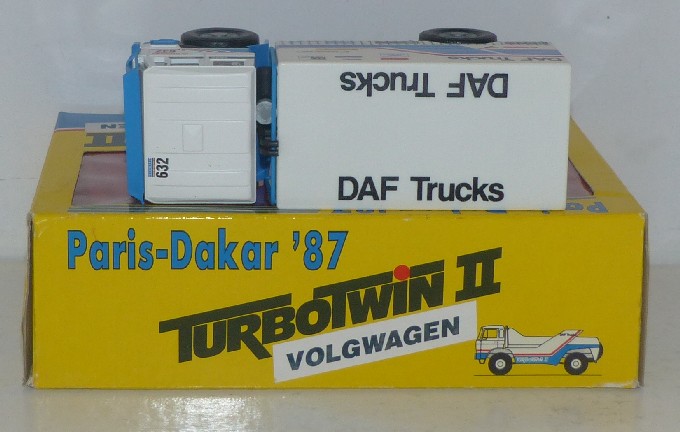 DAF Trucks
632
DAF Trucks
Paris-Dakar '87
TURBOTWIN II
VOLGWAGEN